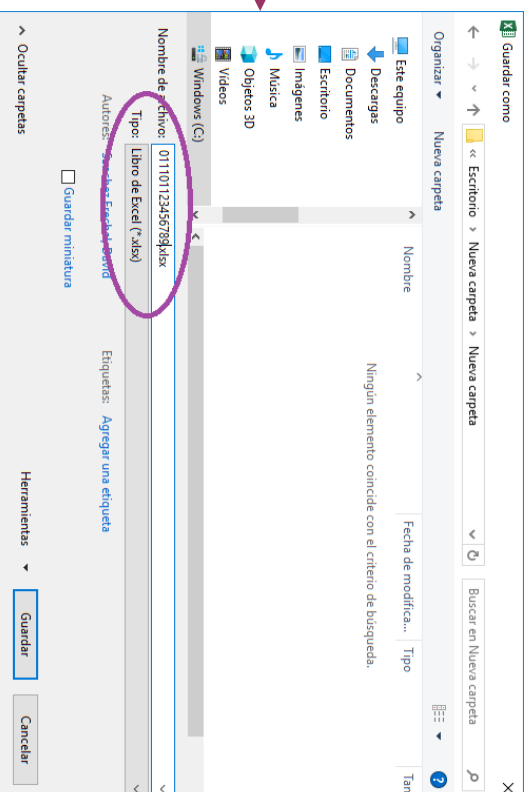 Guardar como
« Escritorio > Nueva carpeta > Nueva carpeta
Buscar en Nueva carpeta
Organizar
Nueva carpeta
Este equipo
Descargas
Documentos
Escritorio
Imágenes
Música
Objetos 3D
Vídeos
Windows (C:)
Nombre
Fecha de modifica...
Tipo
Tam
Ningún elemento coincide con el criterio de búsqueda.
Nombre de archivo: 011101123456789.xlsx
Tipo: Libro de Excel (*.xlsx)
Autores: David
Etiquetas: Agregar una etiqueta
Guardar miniatura
Ocultar carpetas
Herramientas
Guardar
Cancelar